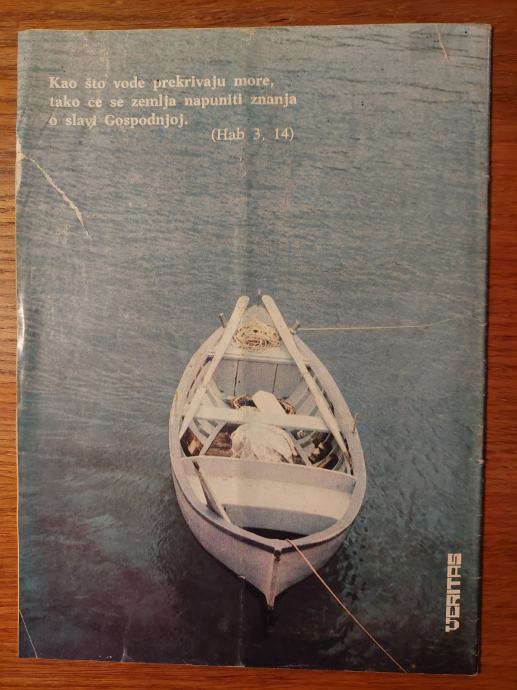 Kao što vode prekrivaju more,
tako će se zemlja napuniti znanja
o slavi Gospodnjoj.
(Hab 3, 14)
VERITAS